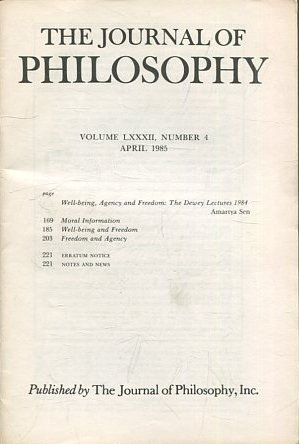 THE JOURNAL OF
PHILOSOPHY
VOLUME LXXXII, NUMBER 4
APRIL 1985
page
Well-being, Agency and Freedom: The Dewey Lectures 1984
Amartya Sen
169 Moral Information
185 Well-being and Freedom
203 Freedom and Agency
221 ERRATUM NOTICE
221 NOTES AND NEWS
Published by The Journal of Philosophy, Inc.